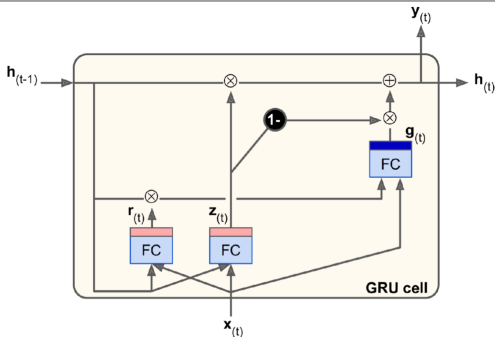 y(t)
h(t-1)
h(t)
1-
g(t)
FC
r(t)
z(t)
FC
FC
GRU cell
x(t)